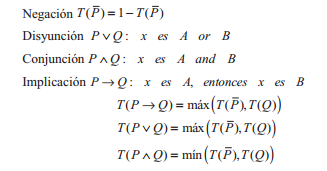 Negación T(P̄) = 1 − T(P̄)
Disyunción P ∨ Q: x es A or B
Conjunción P ∧ Q: x es A and B
Implicación P → Q: x es A, entonces x es B
T(P → Q) = máx(T(P̄), T(Q))
T(P ∨ Q) = máx(T(P̄), T(Q))
T(P ∧ Q) = mín(T(P̄), T(Q))